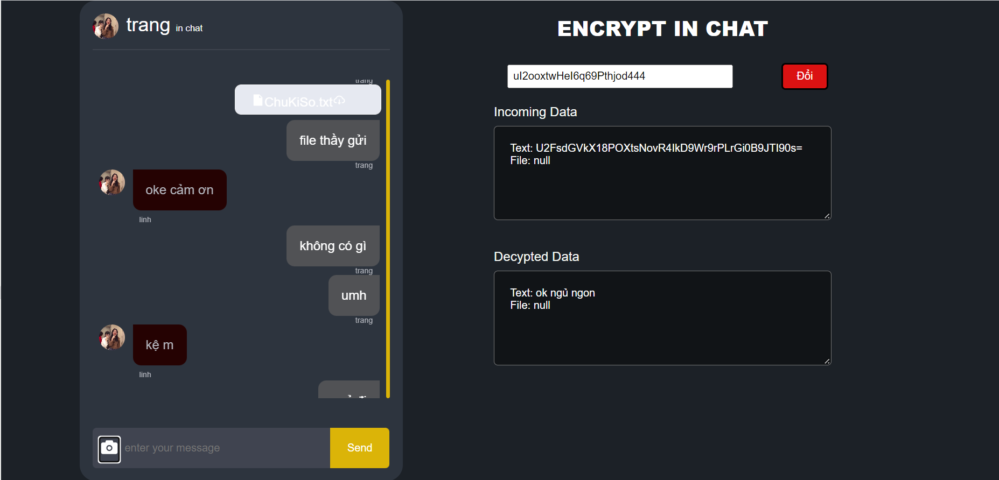 trang in chat
trang
ChuKiSo.txt
file thầy gửi
trang
oke cảm ơn
linh
không có gì
trang
umh
trang
kệ m
linh
enter your message
Send
ENCRYPT IN CHAT
uI2ooxtwHeI6q69Pthjod444
Đổi
Incoming Data
Text: U2FsdGVkX18POXtsNovR4IkD9Wr9rPLrGi0B9JTI90s=
File: null
Decypted Data
Text: ok ngủ ngon
File: null